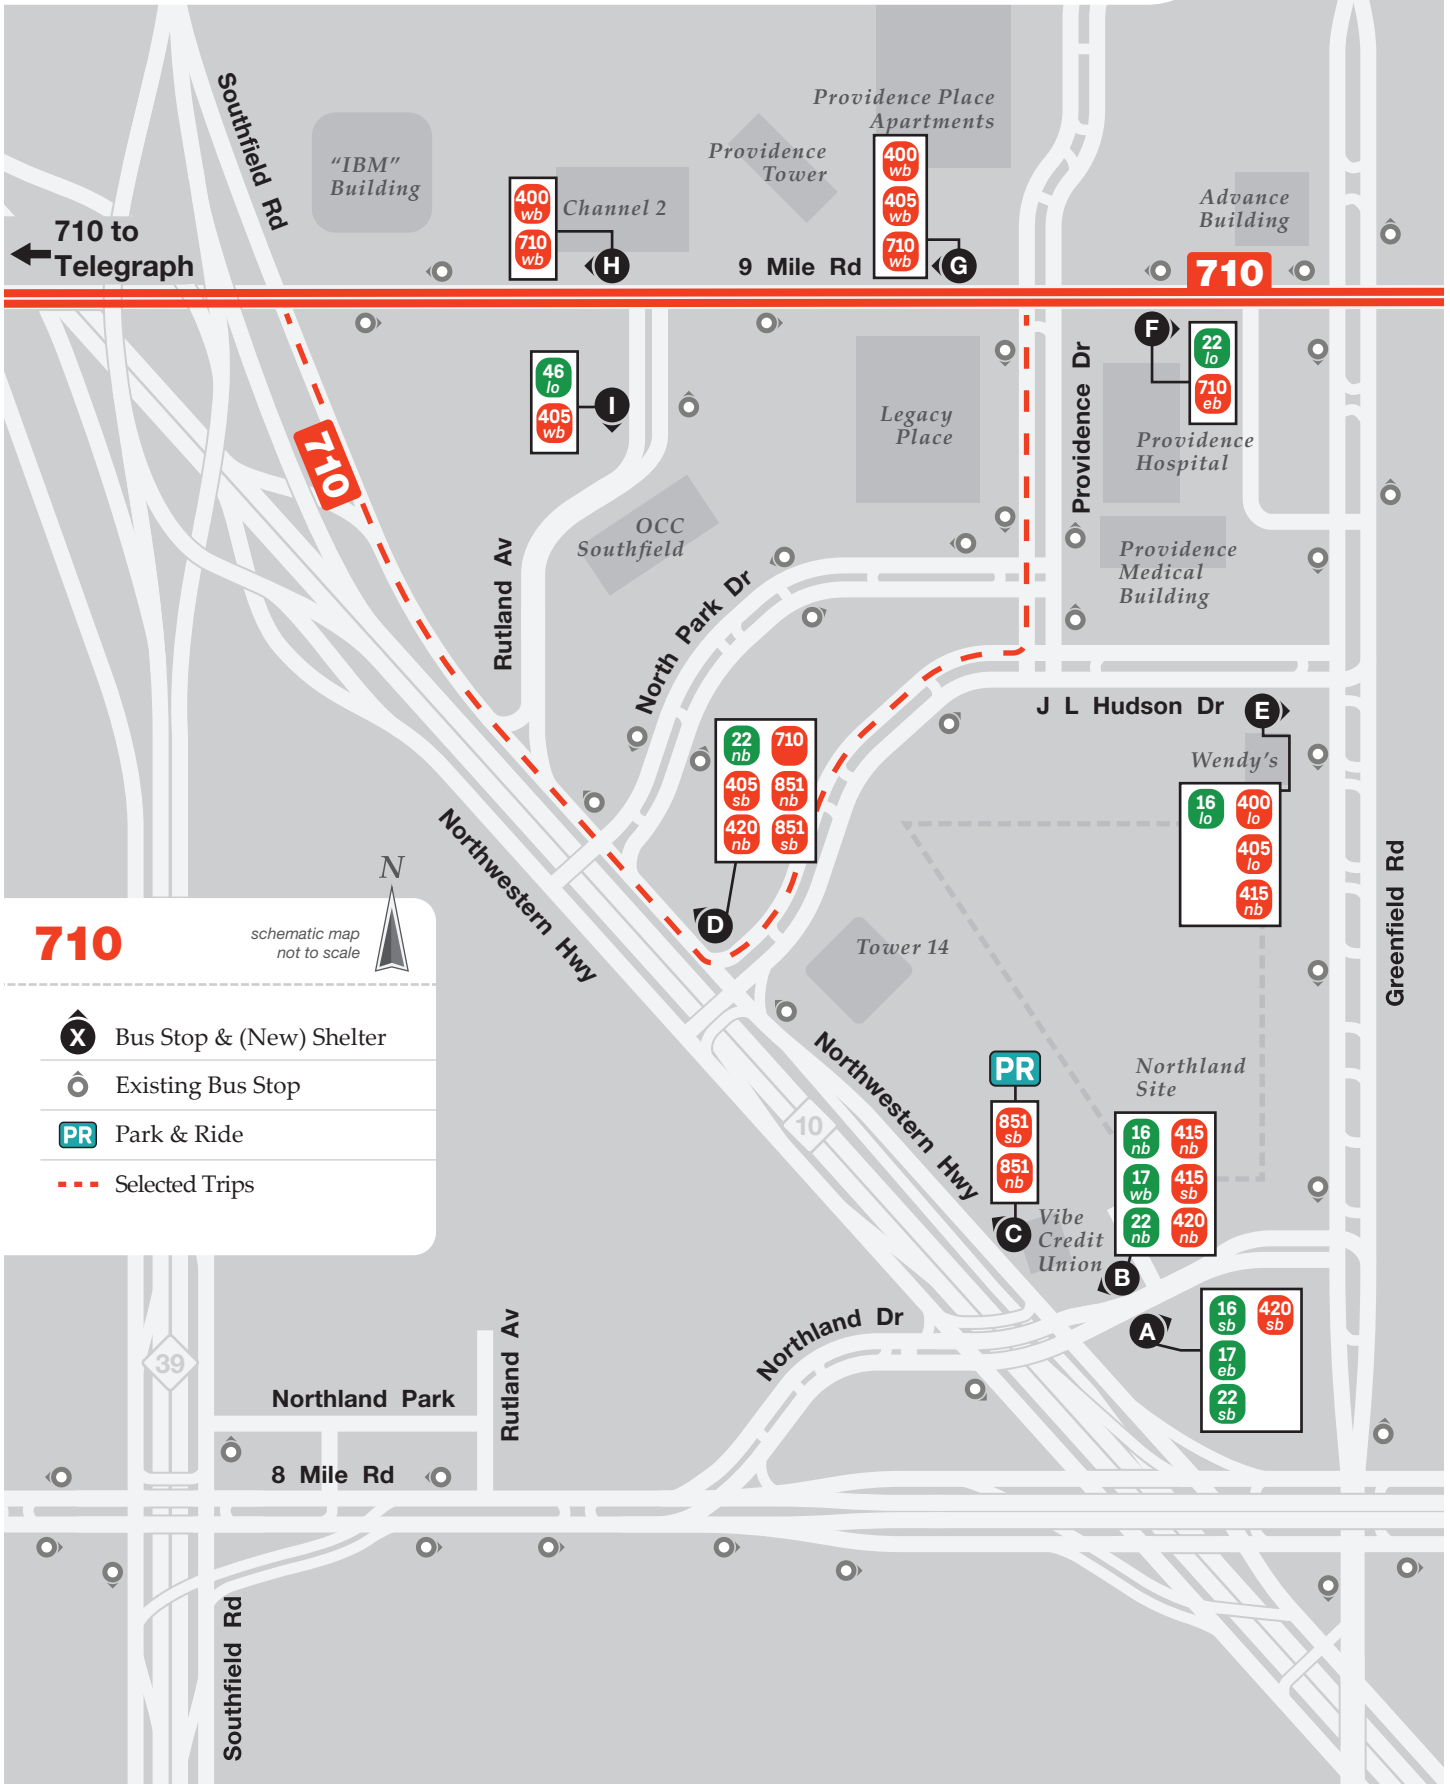 Southfield Rd
"IBM"
Building
Providence Place
Apartments
Providence
Tower
400
wb
405
wb
710
wb
G
Channel 2
400
wb
710
wb
H
Advance
Building
710 to
Telegraph
9 Mile Rd
710
F
22
lo
710
eb
Providence
Hospital
Providence Dr
46
lo
405
wb
I
Legacy
Place
710
OCC
Southfield
Rutland Av
North Park Dr
Providence
Medical
Building
J L Hudson Dr
E
Wendy's
16
lo
400
lo
405
lo
415
nb
22
nb
710
405
sb
851
nb
420
nb
851
sb
D
Northwestern Hwy
Greenfield Rd
Tower 14
N
710
schematic map
not to scale
X
Bus Stop & (New) Shelter
Existing Bus Stop
PR
Park & Ride
Selected Trips
10
Northwestern Hwy
PR
851
sb
851
nb
C
Vibe
Credit
Union
Northland
Site
16
nb
415
nb
17
wb
415
sb
22
nb
420
nb
B
A
16
sb
420
sb
17
eb
22
sb
Northland Dr
39
Northland Park
Rutland Av
8 Mile Rd
Southfield Rd